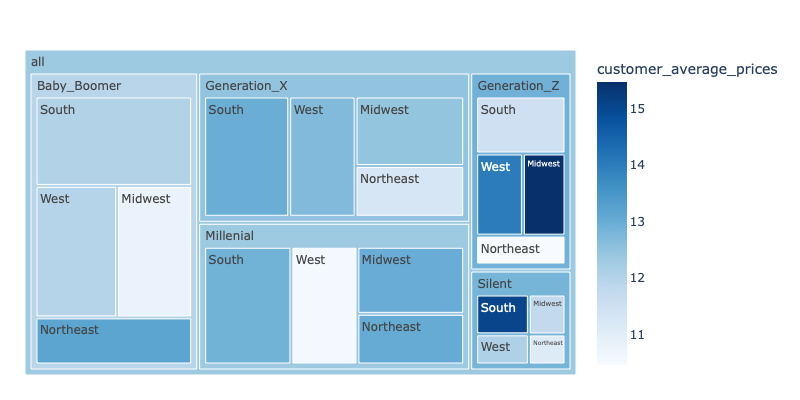 all
Baby_Boomer
South
West
Midwest
Northeast
Generation_X
South
West
Midwest
Northeast
Millenial
South
West
Midwest
Northeast
Generation_Z
South
West
Midwest
Northeast
Silent
South
Midwest
West
Northeast
customer_average_prices
15
14
13
12
11